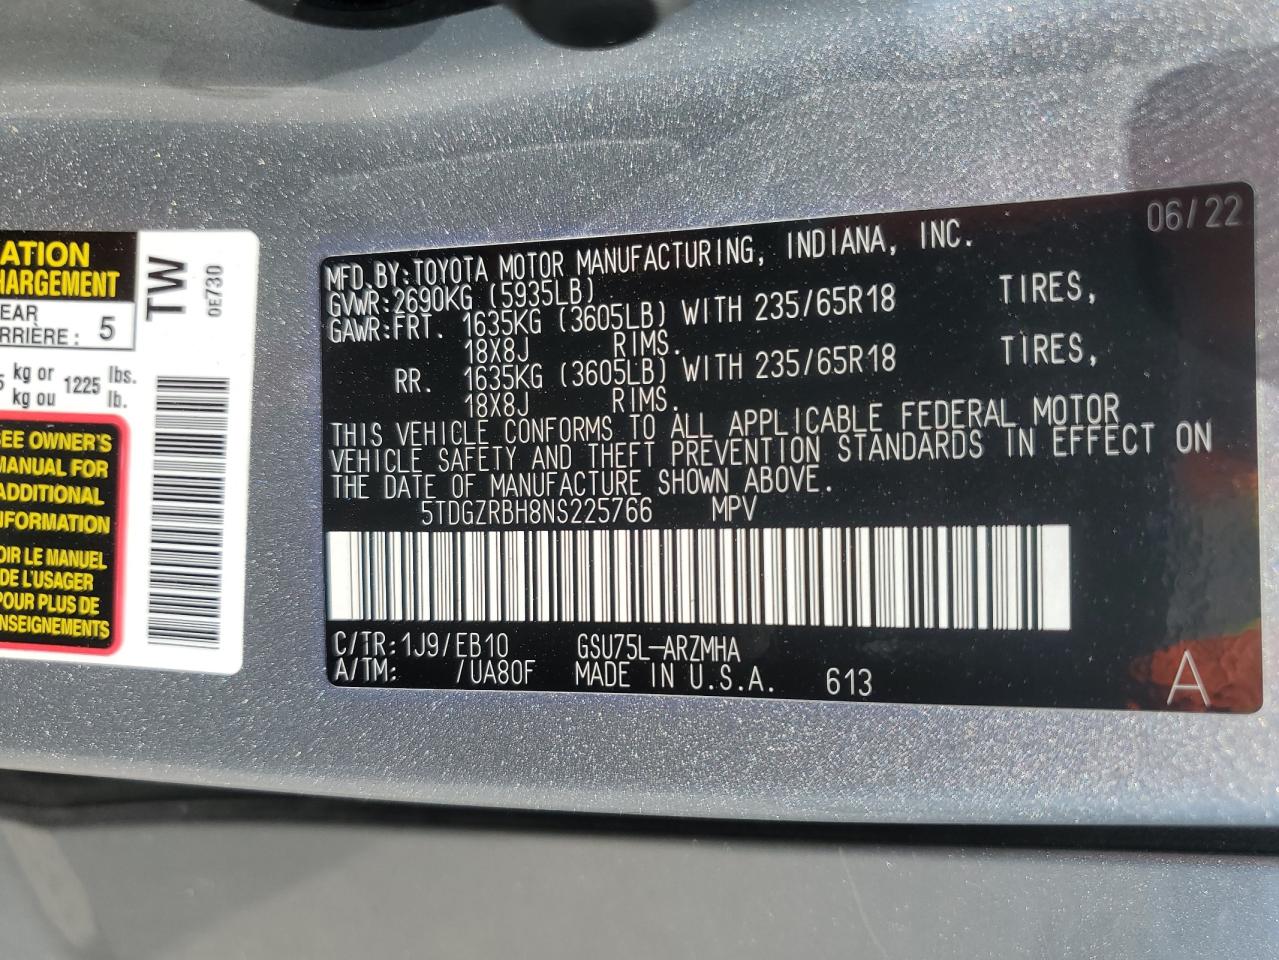 ATION
HARGEMENT
EAR
RRIÈRE : 5
kg or 1225 lbs.
kg ou lb.
SEE OWNER'S
MANUAL FOR
ADDITIONAL
NFORMATION
OIR LE MANUEL
DE L'USAGER
POUR PLUS DE
NSEIGNEMENTS
TW
0E730
06/22
MFD.BY:TOYOTA MOTOR MANUFACTURING, INDIANA, INC.
GVWR:2690KG (5935LB)
GAWR:FRT. 1635KG (3605LB) WITH 235/65R18 TIRES,
18X8J RIMS.
RR. 1635KG (3605LB) WITH 235/65R18 TIRES,
18X8J RIMS.
THIS VEHICLE CONFORMS TO ALL APPLICABLE FEDERAL MOTOR
VEHICLE SAFETY AND THEFT PREVENTION STANDARDS IN EFFECT ON
THE DATE OF MANUFACTURE SHOWN ABOVE.
5TDGZRBH8NS225766 MPV
C/TR:1J9/EB10 GSU75L-ARZMHA
A/TM: /UA80F MADE IN U.S.A. 613
A